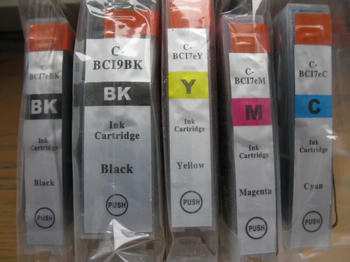 C-
BCI7eBK
BK
Ink
Cartridge
Black
PUSH
C-
BCI9BK
BK
Ink
Cartridge
Black
PUSH
C-
BCI7eY
Y
Ink
Cartridge
Yellow
PUSH
C-
BCI7eM
M
Ink
Cartridge
Magenta
PUSH
C-
BCI7eC
C
Ink
Cartridge
Cyan
PUSH